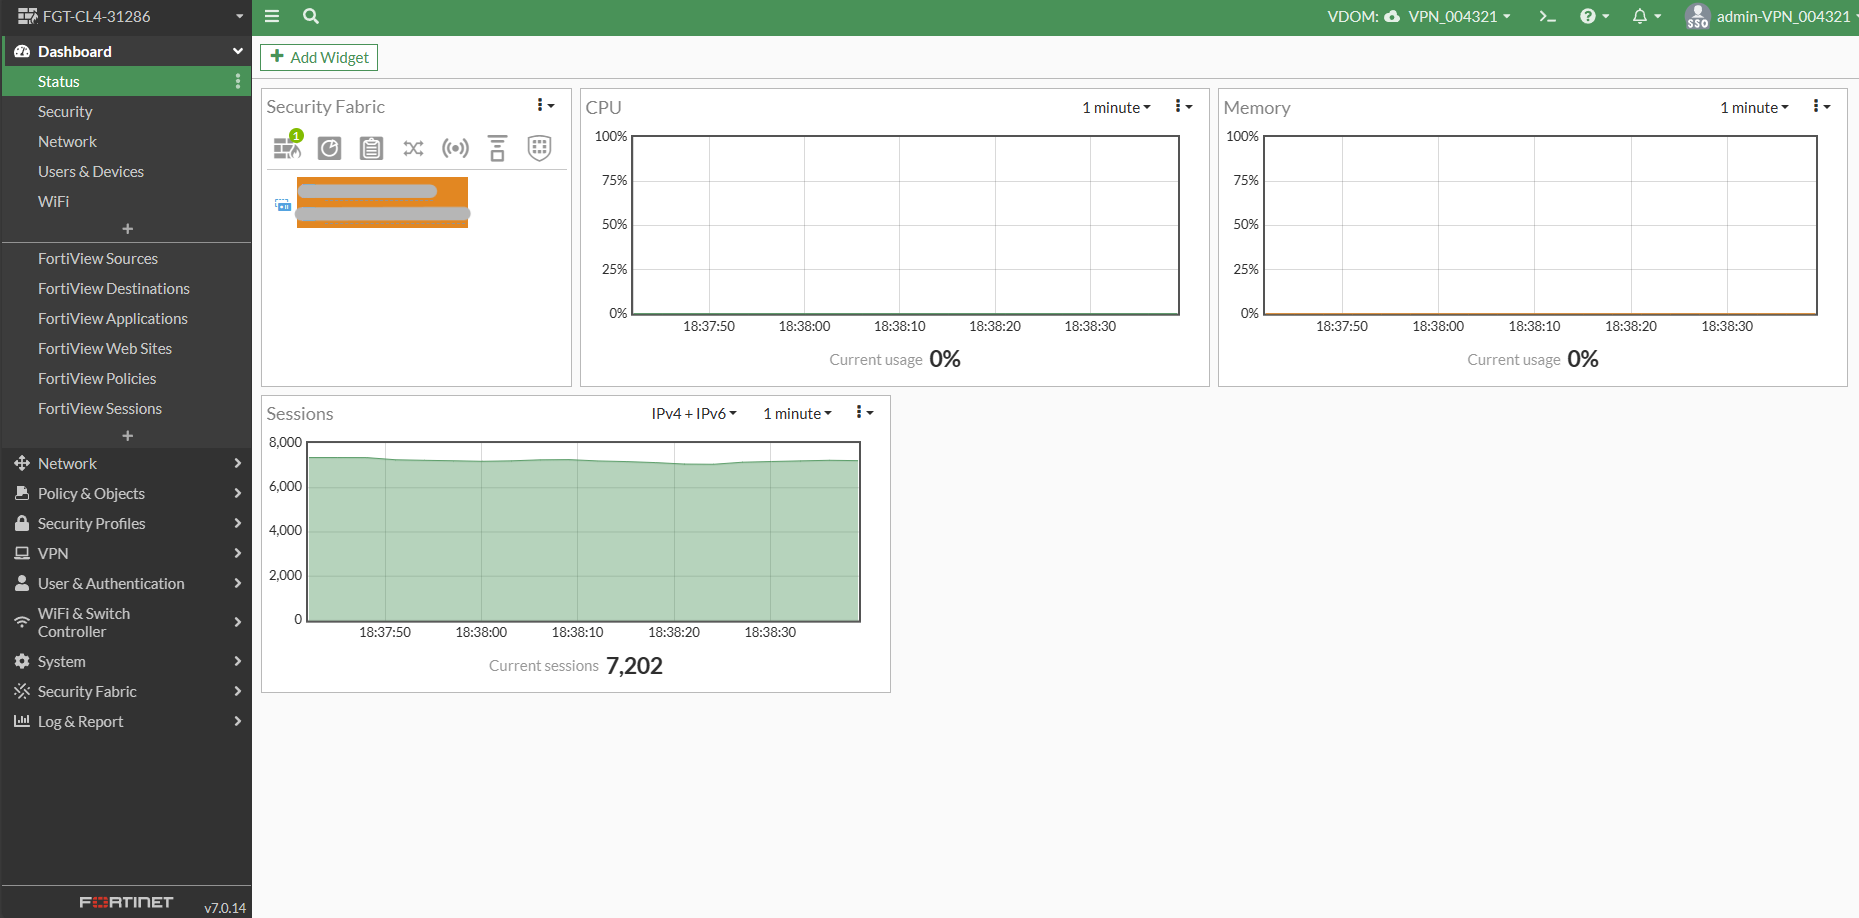 FGT-CL4-31286
VDOM: VPN_004321
admin-VPN_004321
SSO
Dashboard
Status
Security
Network
Users & Devices
WiFi
FortiView Sources
FortiView Destinations
FortiView Applications
FortiView Web Sites
FortiView Policies
FortiView Sessions
Network
Policy & Objects
Security Profiles
VPN
User & Authentication
WiFi & Switch
Controller
System
Security Fabric
Log & Report
FORTINET
v7.0.14
Add Widget
Security Fabric
1
CPU
1 minute
100%
75%
50%
25%
0%
18:37:50 18:38:00 18:38:10 18:38:20 18:38:30
Current usage 0%
Memory
1 minute
100%
75%
50%
25%
0%
18:37:50 18:38:00 18:38:10 18:38:20 18:38:30
Current usage 0%
Sessions
IPv4 + IPv6
1 minute
8,000
6,000
4,000
2,000
0
18:37:50 18:38:00 18:38:10 18:38:20 18:38:30
Current sessions 7,202